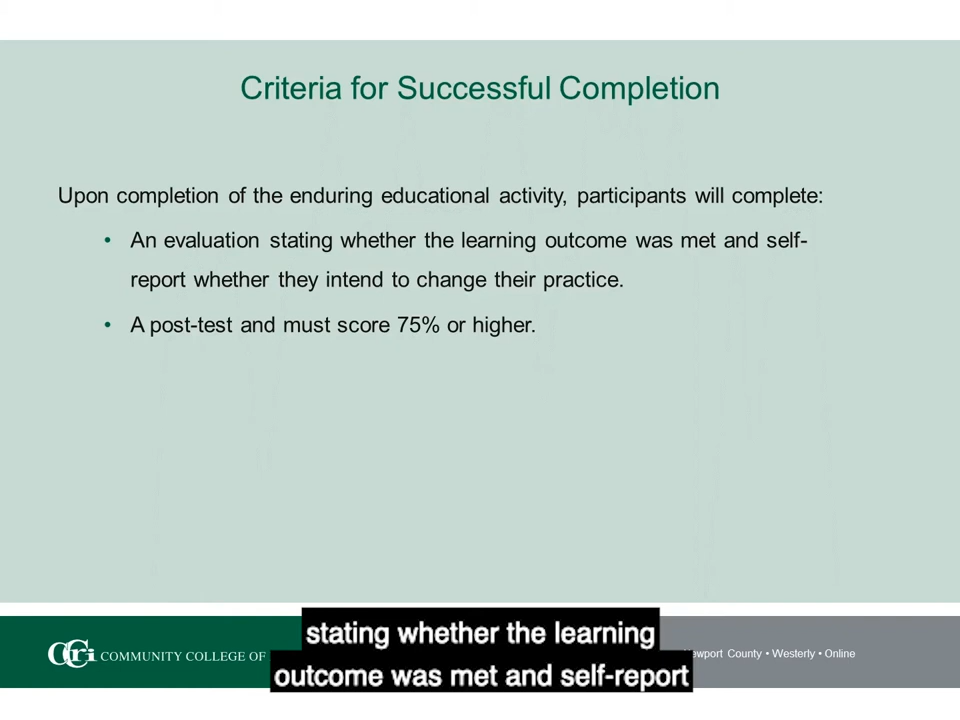 Criteria for Successful Completion
Upon completion of the enduring educational activity, participants will complete:
• An evaluation stating whether the learning outcome was met and self-
report whether they intend to change their practice.
• A post-test and must score 75% or higher.
CCRI COMMUNITY COLLEGE OF
County • Westerly • Online
stating whether the learning
outcome was met and self-report